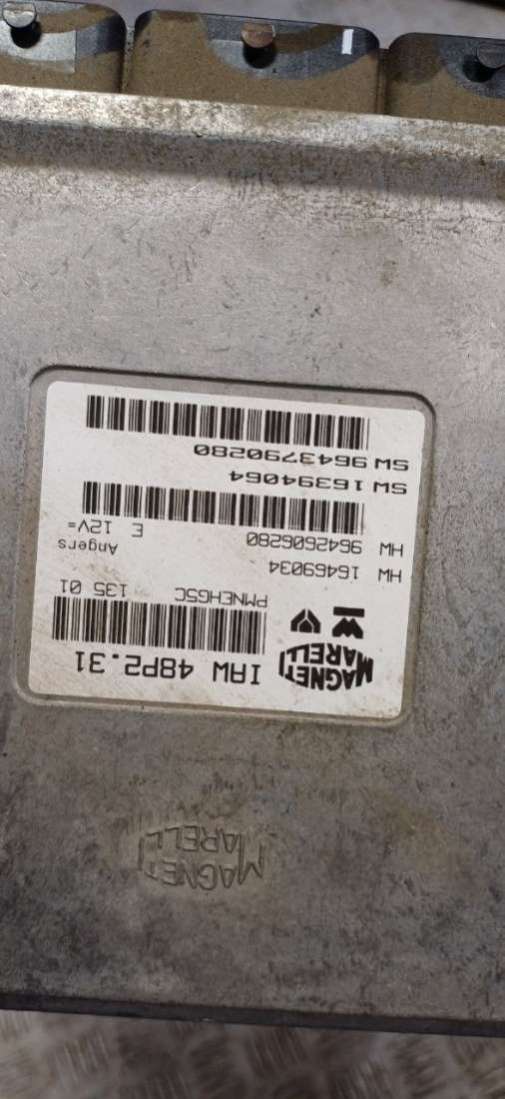 MAGNETI
MARELLI
IAW 48P2.31
PMNEHG5C 135 01
HW 16469034
HW 9642606280
Angers
E 12V=
SW 16394064
SW 9643790280
MAGNETI
MARELLI